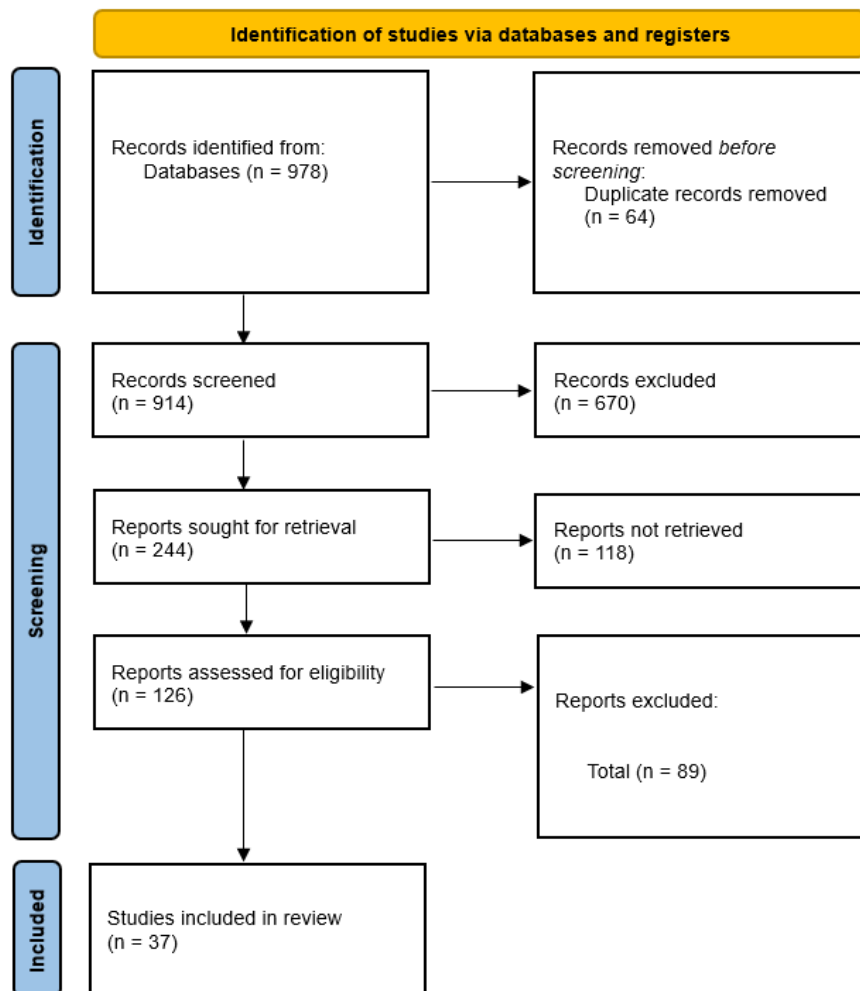 Identification of studies via databases and registers
Identification
Records identified from:
Databases (n = 978)
Records removed before
screening:
Duplicate records removed
(n = 64)
Screening
Records screened
(n = 914)
Records excluded
(n = 670)
Reports sought for retrieval
(n = 244)
Reports not retrieved
(n = 118)
Reports assessed for eligibility
(n = 126)
Reports excluded:
Total (n = 89)
Included
Studies included in review
(n = 37)